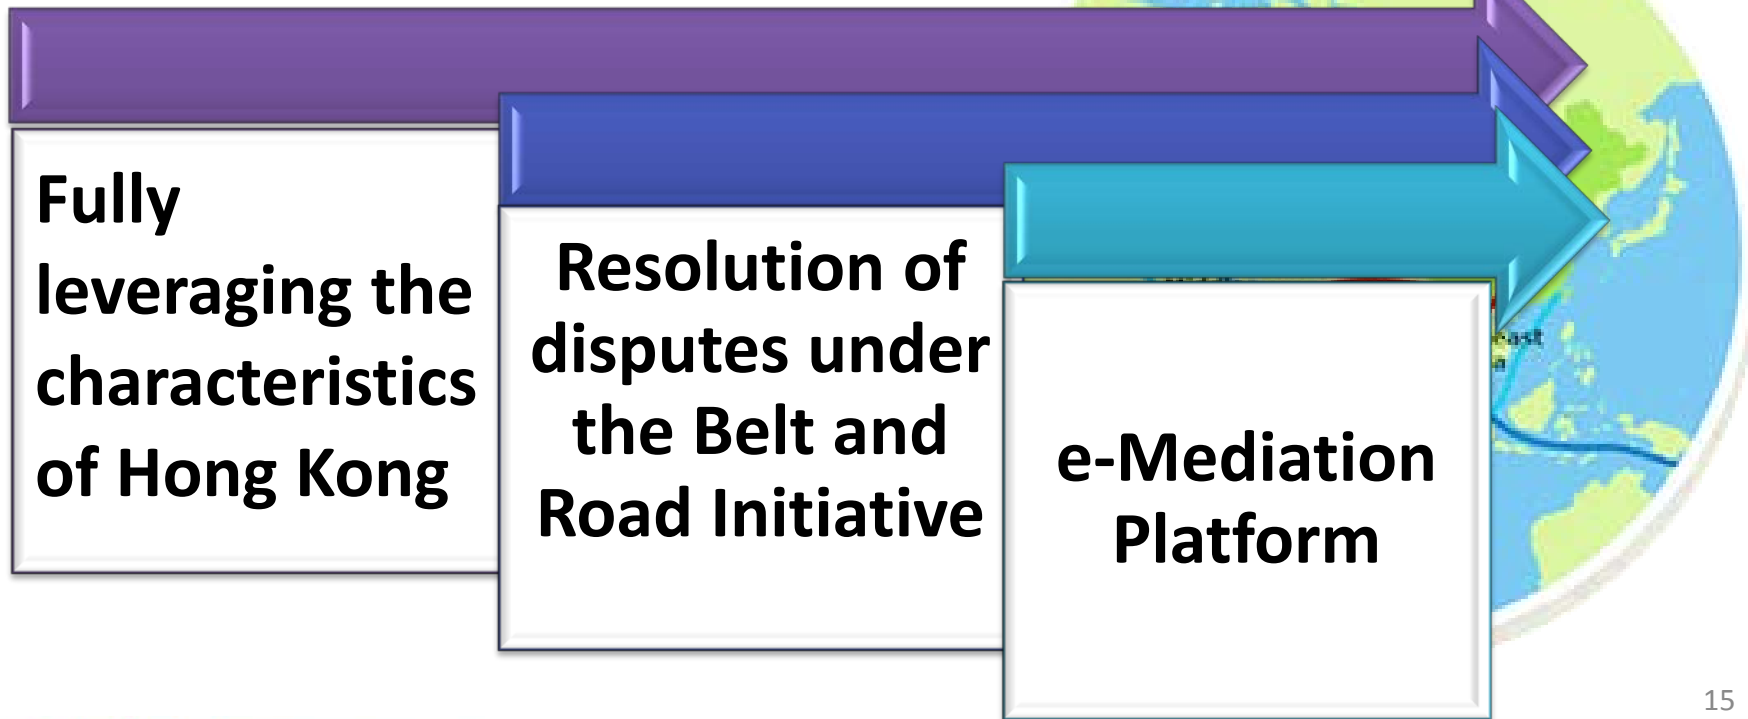 Fully
leveraging the
characteristics
of Hong Kong
Resolution of
disputes under
the Belt and
Road Initiative
e-Mediation
Platform
east
15